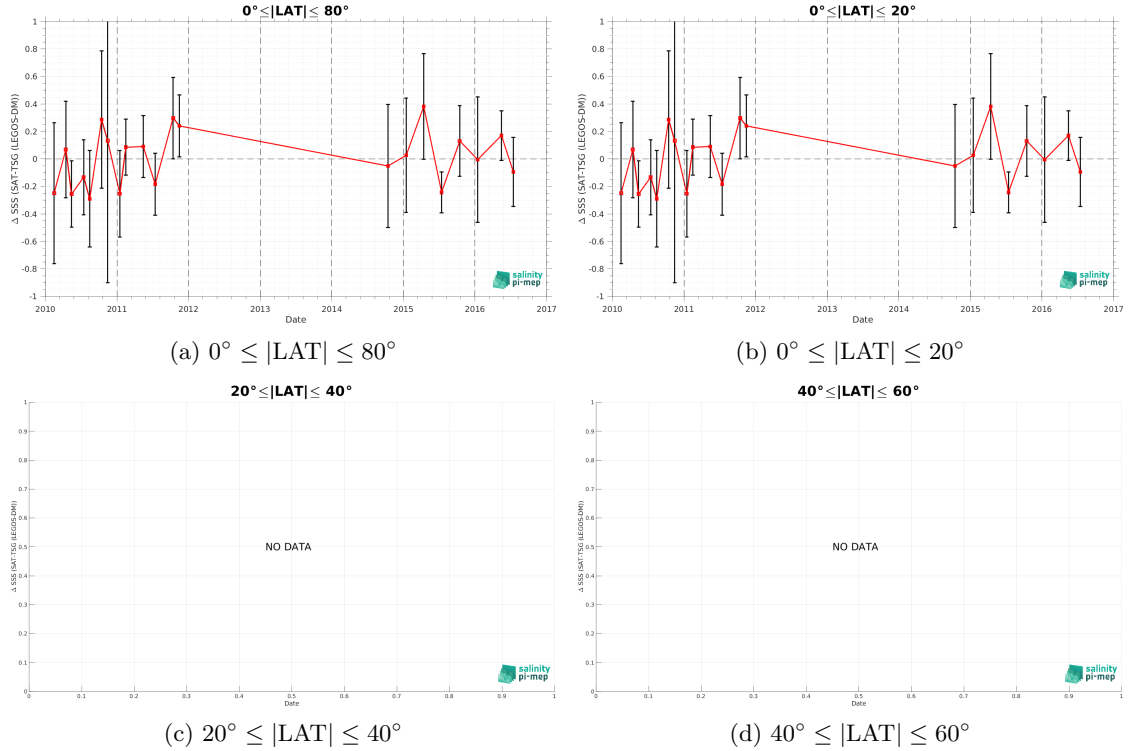 0°≤|LAT|≤ 80°
Δ SSS (SAT-TSG (LEGOS-DM))
1
0.8
0.6
0.4
0.2
0
-0.2
-0.4
-0.6
-0.8
-1
2010 2011 2012 2013 2014 2015 2016 2017
Date
salinity
pi-mep
(a) 0° ≤ |LAT| ≤ 80°
0°≤|LAT|≤ 20°
Δ SSS (SAT-TSG (LEGOS-DM))
1
0.8
0.6
0.4
0.2
0
-0.2
-0.4
-0.6
-0.8
-1
2010 2011 2012 2013 2014 2015 2016 2017
Date
salinity
pi-mep
(b) 0° ≤ |LAT| ≤ 20°
20°≤|LAT|≤ 40°
Δ SSS (SAT-TSG (LEGOS-DM))
1
0.9
0.8
0.7
0.6
0.5
0.4
0.3
0.2
0.1
0
NO DATA
0 0.1 0.2 0.3 0.4 0.5 0.6 0.7 0.8 0.9 1
Date
salinity
pi-mep
(c) 20° ≤ |LAT| ≤ 40°
40°≤|LAT|≤ 60°
Δ SSS (SAT-TSG (LEGOS-DM))
1
0.9
0.8
0.7
0.6
0.5
0.4
0.3
0.2
0.1
0
NO DATA
0 0.1 0.2 0.3 0.4 0.5 0.6 0.7 0.8 0.9 1
Date
salinity
pi-mep
(d) 40° ≤ |LAT| ≤ 60°